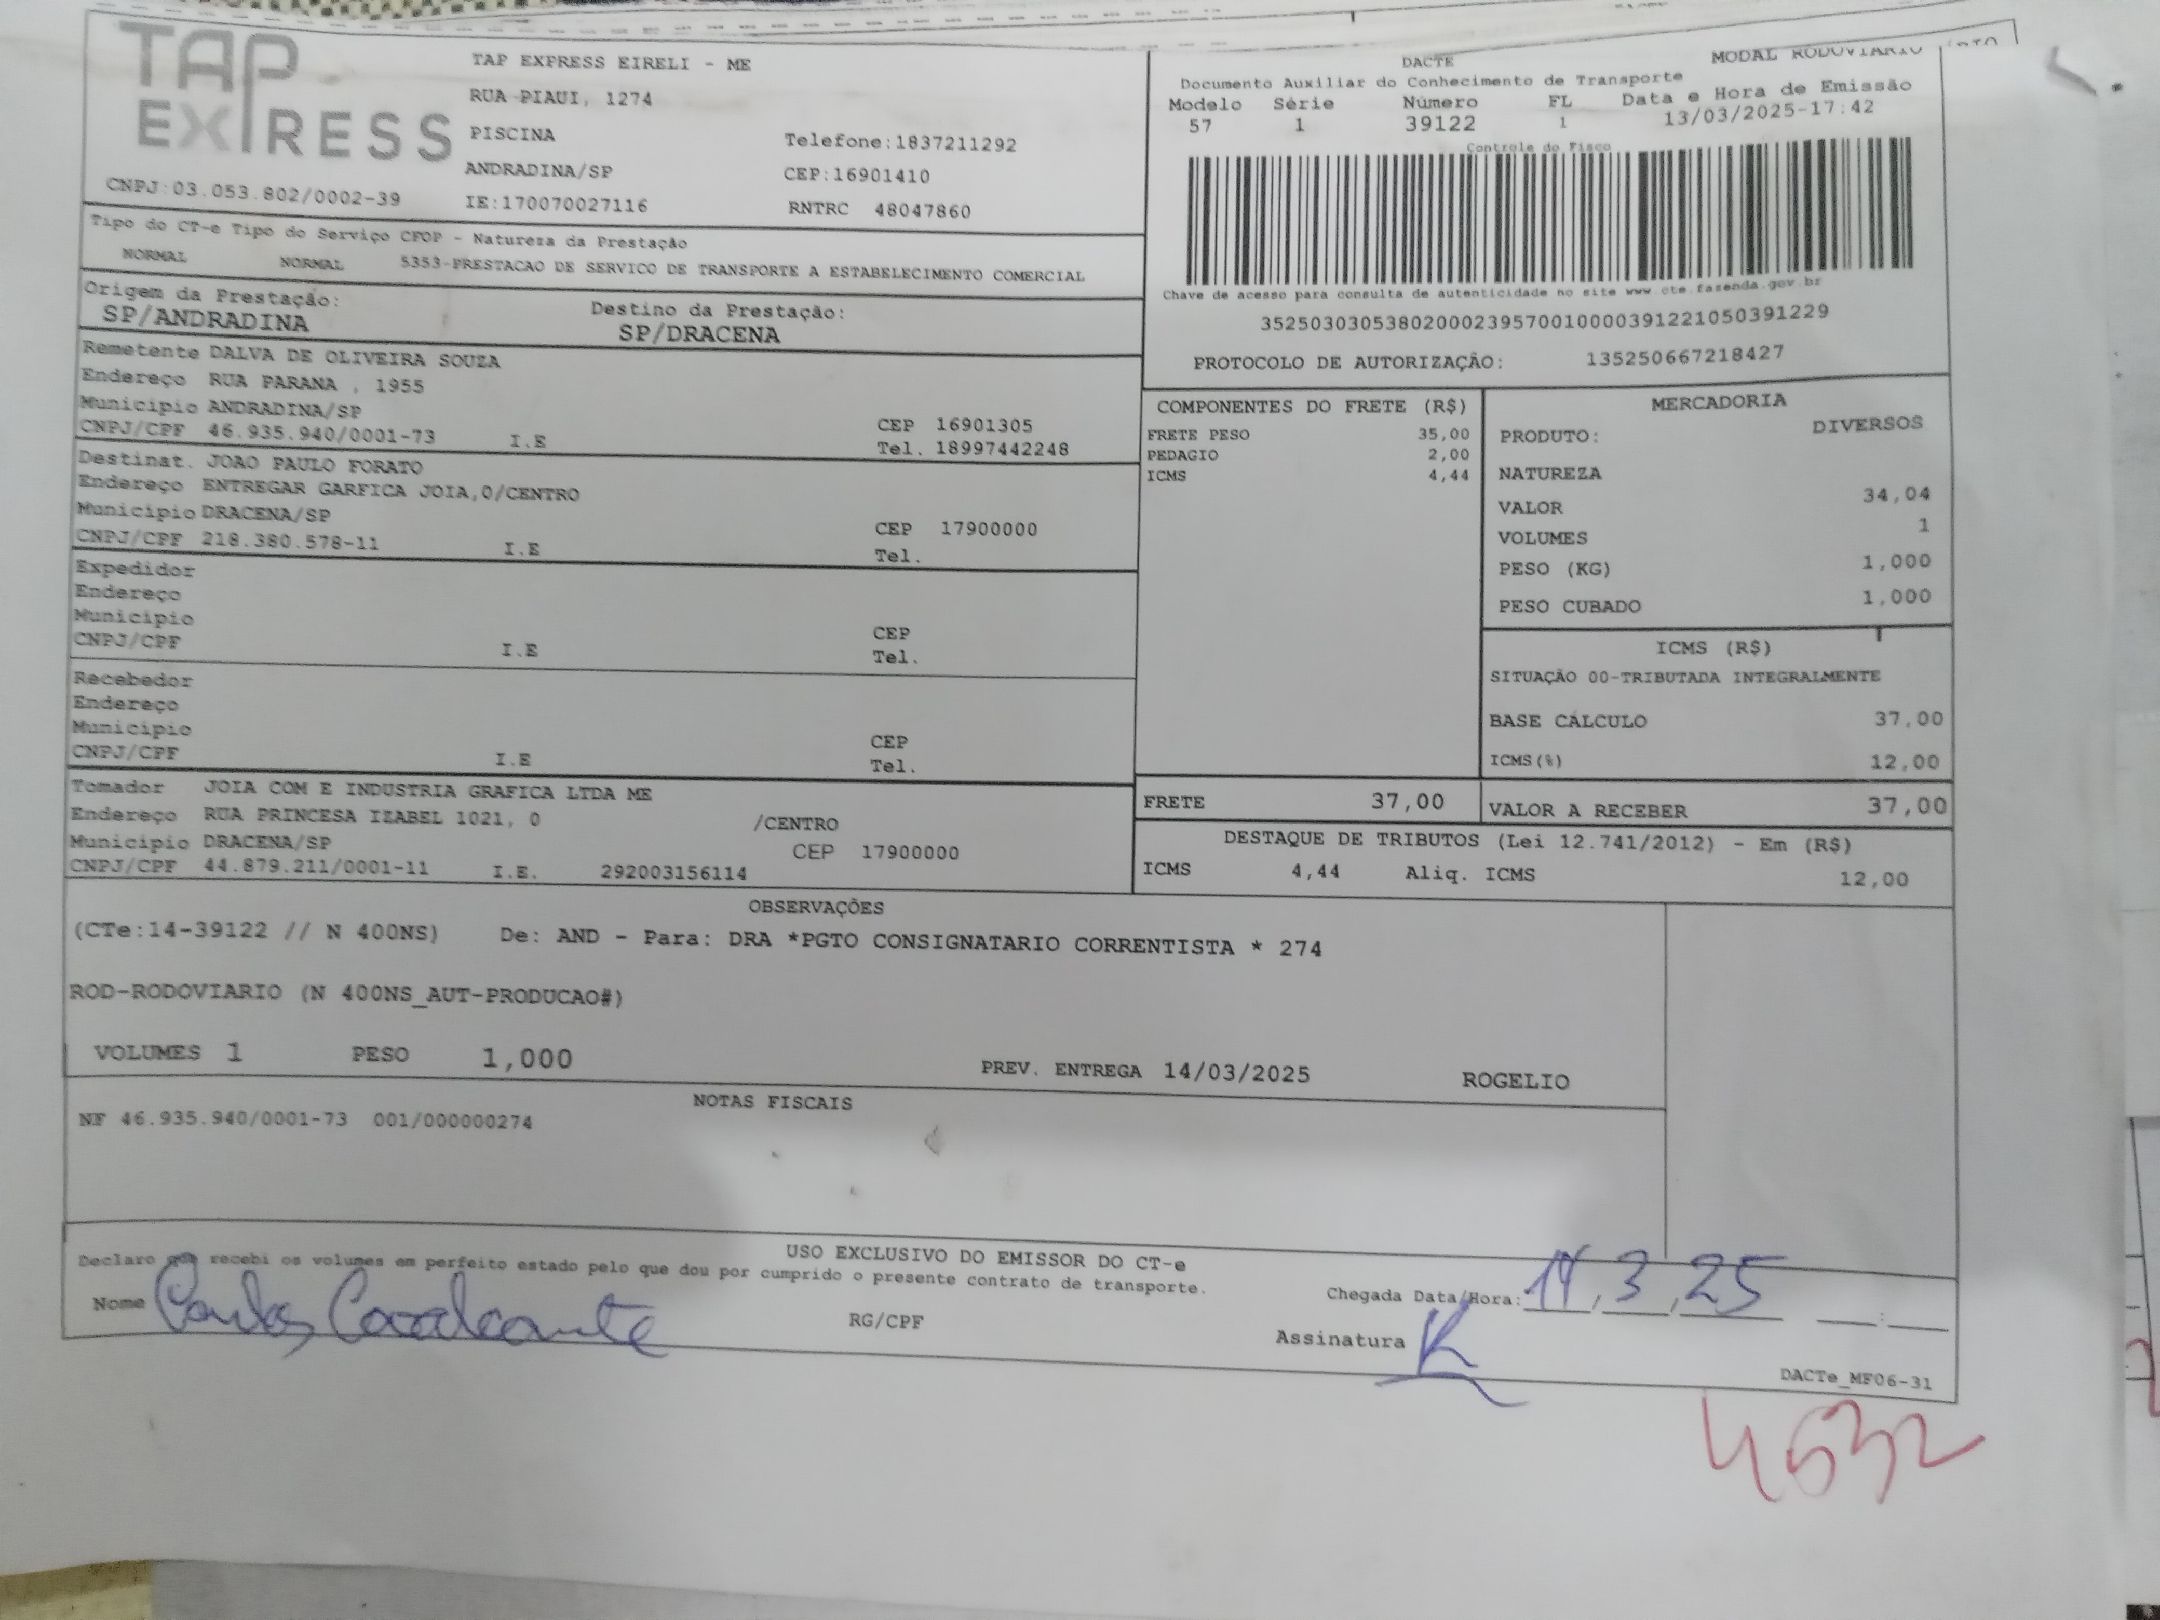 TAP
EXPRESS
TAP EXPRESS EIRELI - ME
RUA PIAUI, 1274
PISCINA
Telefone:1837211292
ANDRADINA/SP
CEP:16901410
CNPJ:03.053.802/0002-39
IE:170070027116
RNTRC 48047860
DACTE
MODAL RODOVIARIO
Documento Auxiliar do Conhecimento de Transporte
Modelo Série Número FL Data e Hora de Emissão
57 1 39122 1 13/03/2025-17:42
Controle do Fisco
Chave de acesso para consulta de autenticidade no site www.cte.fazenda.gov.br
35250303053802000239570010000391221050391229
PROTOCOLO DE AUTORIZAÇÃO: 135250667218427
Tipo do CT-e Tipo do Serviço CFOP - Natureza da Prestação
NORMAL NORMAL 5353-PRESTACAO DE SERVICO DE TRANSPORTE A ESTABELECIMENTO COMERCIAL
Origem da Prestação: Destino da Prestação:
SP/ANDRADINA SP/DRACENA
Remetente DALVA DE OLIVEIRA SOUZA
Endereço RUA PARANA , 1955
Municipio ANDRADINA/SP CEP 16901305
CNPJ/CPF 46.935.940/0001-73 I.E Tel. 18997442248
Destinat. JOAO PAULO FORATO
Endereço ENTREGAR GARFICA JOIA,0/CENTRO
Municipio DRACENA/SP CEP 17900000
CNPJ/CPF 218.380.578-11 I.E Tel.
Expedidor
Endereço
Municipio CEP
CNPJ/CPF I.E Tel.
Recebedor
Endereço
Municipio CEP
CNPJ/CPF I.E Tel.
Tomador JOIA COM E INDUSTRIA GRAFICA LTDA ME
Endereço RUA PRINCESA IZABEL 1021, 0 /CENTRO
Municipio DRACENA/SP CEP 17900000
CNPJ/CPF 44.879.211/0001-11 I.E. 292003156114
COMPONENTES DO FRETE (R$)
FRETE PESO 35,00
PEDAGIO 2,00
ICMS 4,44
MERCADORIA
PRODUTO: DIVERSOS
NATUREZA
VALOR 34,04
VOLUMES 1
PESO (KG) 1,000
PESO CUBADO 1,000
ICMS (R$)
SITUAÇÃO 00-TRIBUTADA INTEGRALMENTE
BASE CÁLCULO 37,00
ICMS(%) 12,00
FRETE 37,00 VALOR A RECEBER 37,00
DESTAQUE DE TRIBUTOS (Lei 12.741/2012) - Em (R$)
ICMS 4,44 Aliq. ICMS 12,00
OBSERVAÇÕES
(CTe:14-39122 // N 400NS) De: AND - Para: DRA *PGTO CONSIGNATARIO CORRENTISTA * 274
ROD-RODOVIARIO (N 400NS_AUT-PRODUCAO#)
VOLUMES 1 PESO 1,000 PREV. ENTREGA 14/03/2025 ROGELIO
NOTAS FISCAIS
NF 46.935.940/0001-73 001/000000274
USO EXCLUSIVO DO EMISSOR DO CT-e
Declaro que recebi os volumes em perfeito estado pelo que dou por cumprido o presente contrato de transporte.
Nome Carlos Cavalcante RG/CPF
Chegada Data/Hora: 14,3,25 :
Assinatura
DACTe_MF06-31
4532